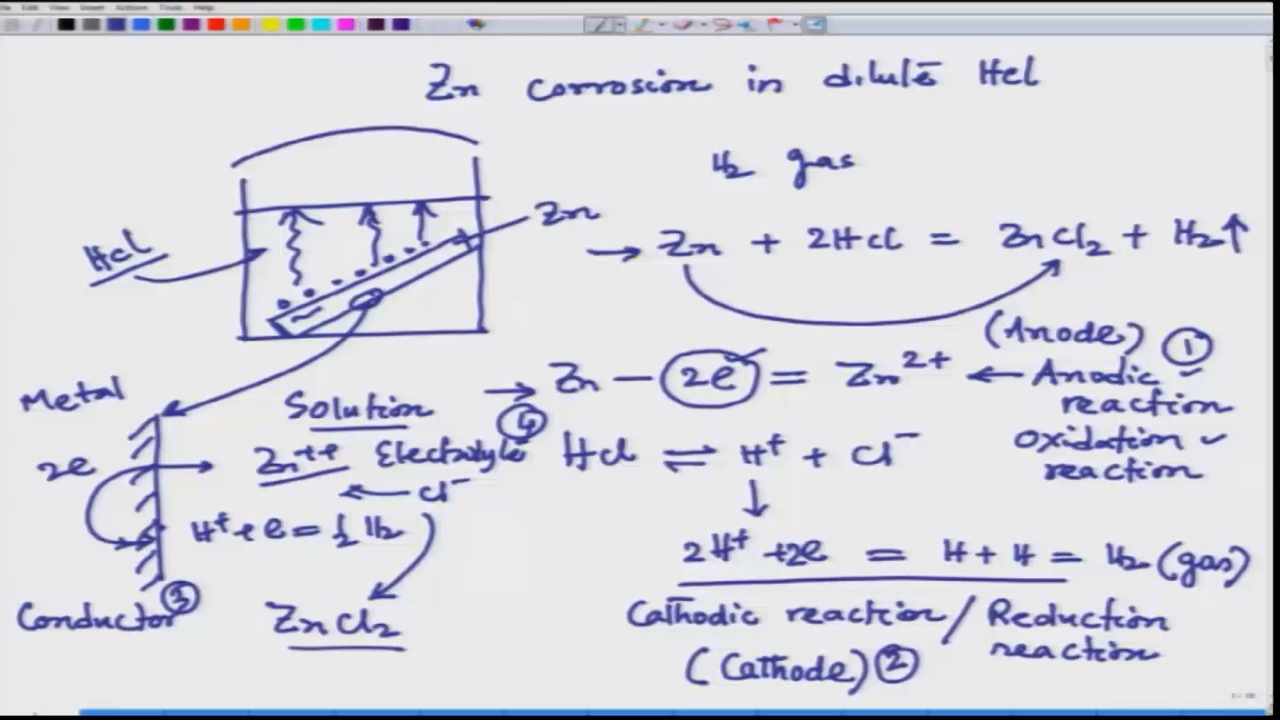 Zn corrosion in dilute Hcl
H2 gas
Hcl
Zn
→ Zn + 2Hcl = ZnCl2 + H2↑
(Anode) ①
→ Zn - 2e = Zn2+ ← Anodic
reaction
Oxidation
reaction
Metal
Solution
2e
Zn++ Electrolyte ④
HCl ⇌ H+ + Cl-
← Cl-
H+ + e = ½ H2
2H+ + 2e = H + H = H2 (gas)
Conductor ③
ZnCl2
Cathodic reaction / Reduction
reaction
(Cathode) ②